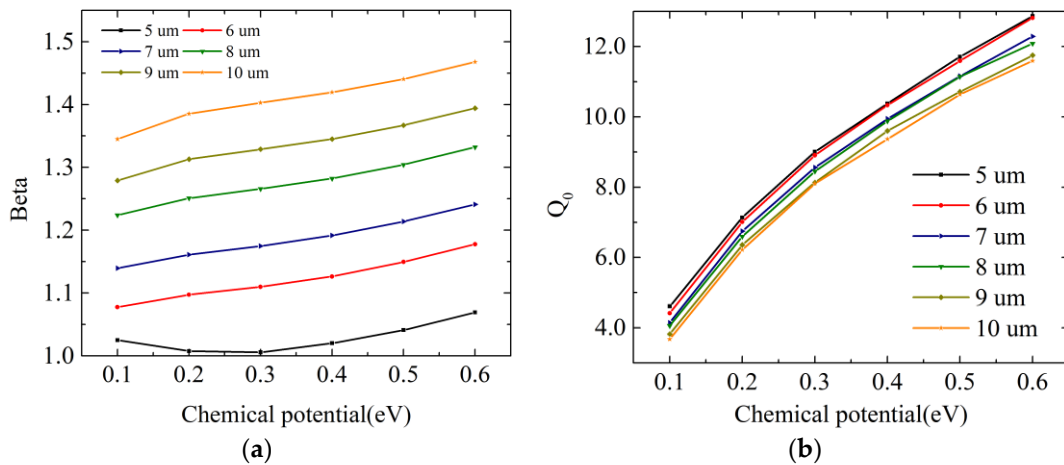 1.5
1.4
1.3
1.2
1.1
1.0
Beta
5 um 6 um
7 um 8 um
9 um 10 um
0.1 0.2 0.3 0.4 0.5 0.6
Chemical potential(eV)
(a)
12.0
10.0
8.0
6.0
4.0
Q0
5 um
6 um
7 um
8 um
9 um
10 um
0.1 0.2 0.3 0.4 0.5 0.6
Chemical potential(eV)
(b)